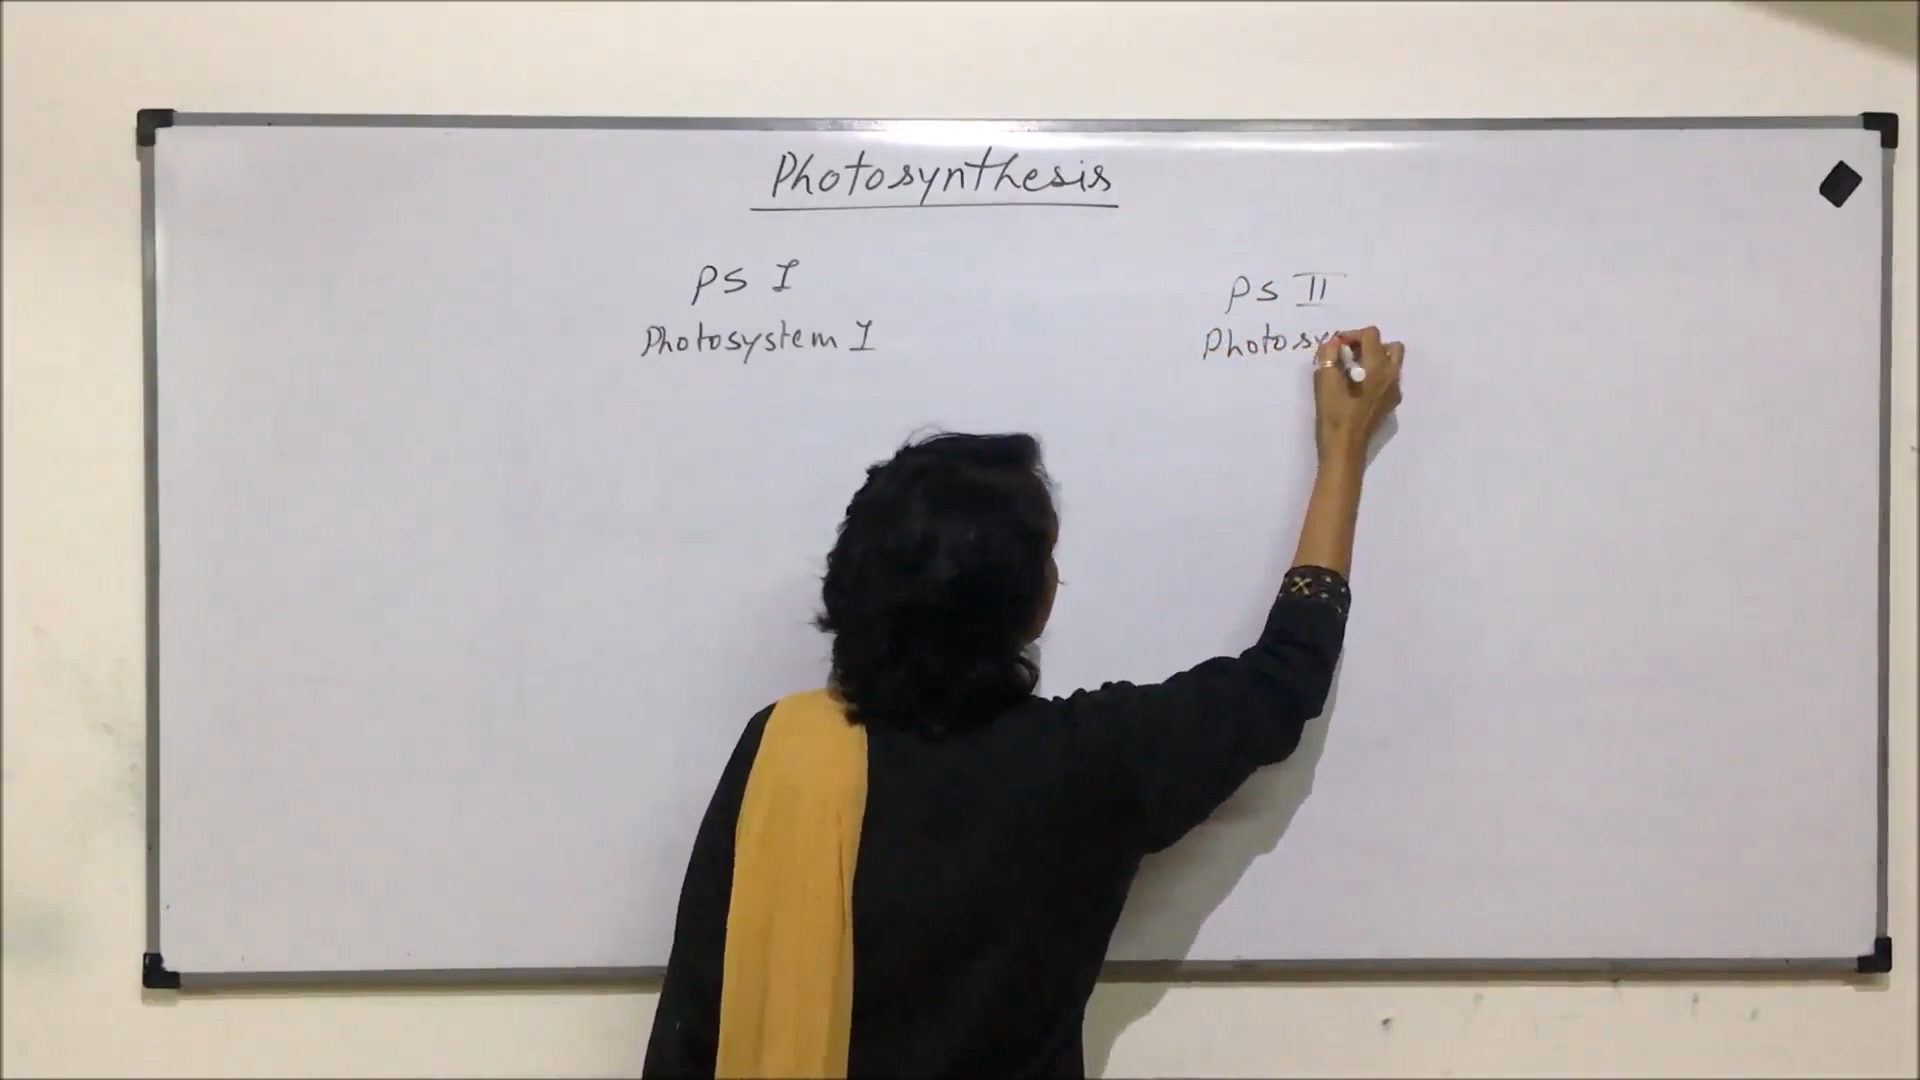 Photosynthesis
PS I
PS II
Photosystem I
Photosy